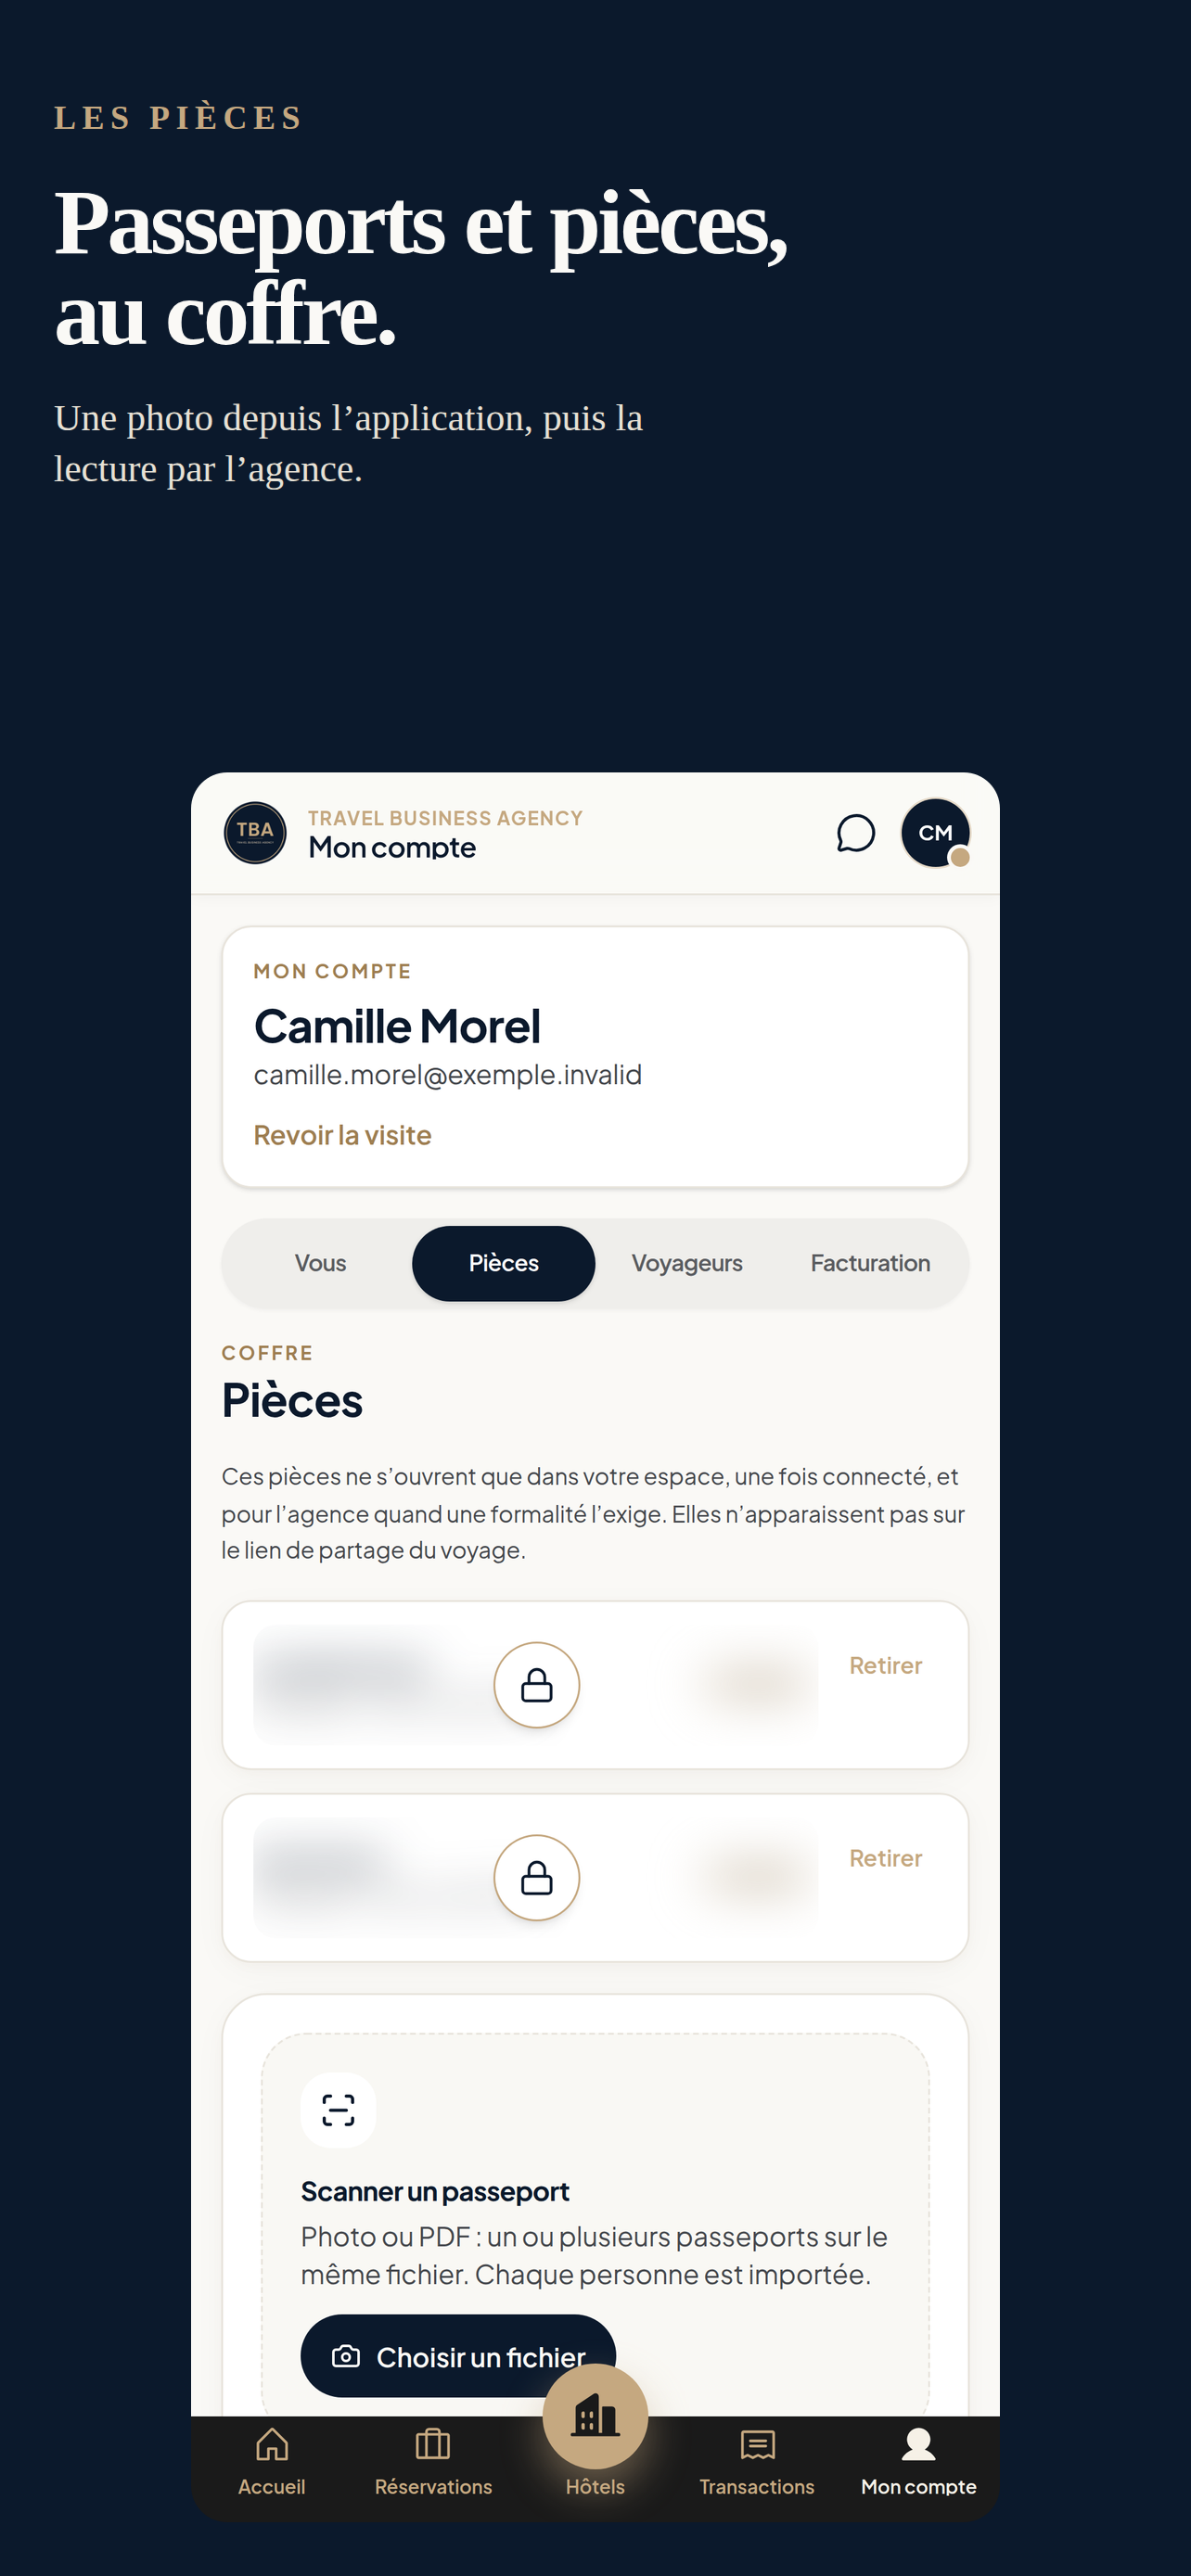 LES PIÈCES
Passeports et pièces,
au coffre.
Une photo depuis l’application, puis la
lecture par l’agence.
TBA
TRAVEL BUSINESS AGENCY
Mon compte
CM
MON COMPTE
Camille Morel
camille.morel@exemple.invalid
Revoir la visite
Vous
Pièces
Voyageurs
Facturation
COFFRE
Pièces
Ces pièces ne s’ouvrent que dans votre espace, une fois connecté, et
pour l’agence quand une formalité l’exige. Elles n’apparaissent pas sur
le lien de partage du voyage.
Retirer
Retirer
Scanner un passeport
Photo ou PDF : un ou plusieurs passeports sur le
même fichier. Chaque personne est importée.
Choisir un fichier
Accueil
Réservations
Hôtels
Transactions
Mon compte